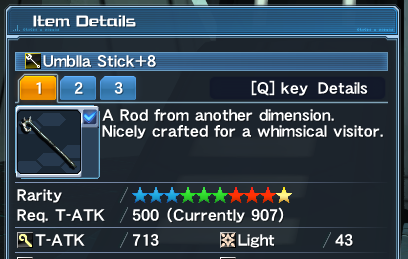 Item Details
Umblla Stick+8
1 2 3 [Q] key Details
A Rod from another dimension.
Nicely crafted for a whimsical visitor.
Rarity /
Req. T-ATK / 500 (Currently 907)
T-ATK / 713 Light / 43